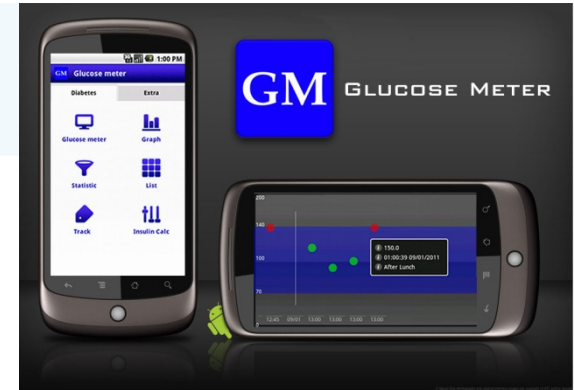 1:00 PM
GM Glucose meter
Diabetes Extra
Glucose meter Graph
Statistic List
Track Insulin Calc
GM
GLUCOSE METER
200
140
100
70
150.0
01:00:39 09/01/2011
After Lunch
12:45 09/01 13:00 13:00 13:00 13:00